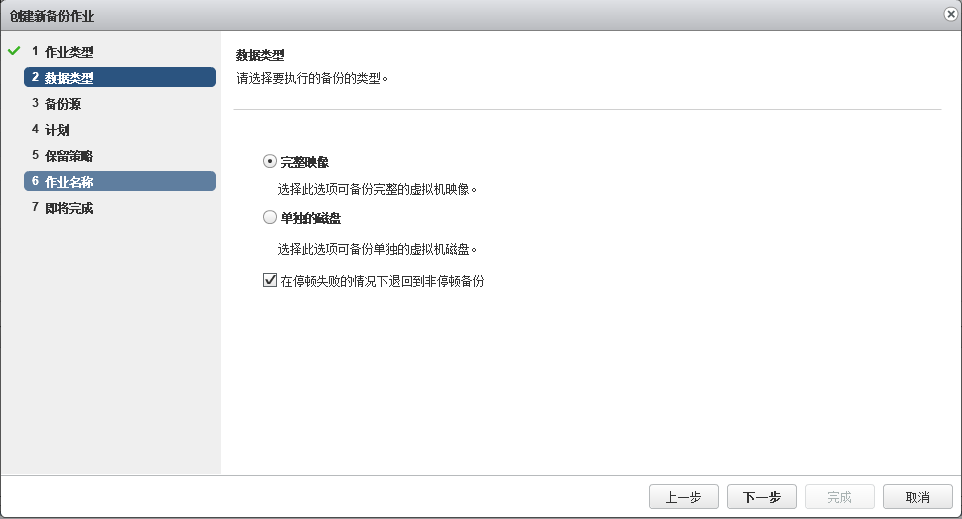 创建新备份作业
1 作业类型
2 数据类型
3 备份源
4 计划
5 保留策略
6 作业名称
7 即将完成
数据类型
请选择要执行的备份的类型。
完整映像
选择此选项可备份完整的虚拟机映像。
单独的磁盘
选择此选项可备份单独的虚拟机磁盘。
在停顿失败的情况下退回到非停顿备份
上一步 下一步 完成 取消